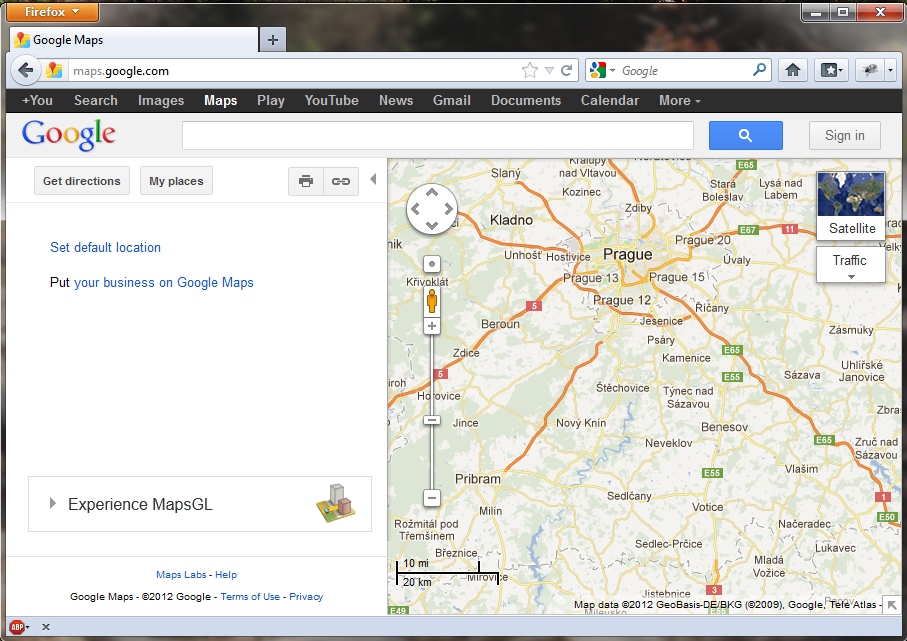 Firefox
Google Maps
maps.google.com
Google
+You Search Images Maps Play YouTube News Gmail Documents Calendar More
Google
Sign in
Get directions
My places
Set default location
Put your business on Google Maps
Experience MapsGL
Maps Labs - Help
Google Maps - ©2012 Google - Terms of Use - Privacy
Kralupy
nad Vltavou
Slaný
Kozinec
E65
Stará
Boleslav
Lysá nad
Labem
Satellite
Traffic
Kladno
Zdiby
E67
11
Prague
Prague 20
Unhošť
Hostivice
Úvaly
Křivoklát
Prague 13
Prague 15
Prague 12
5
Říčany
Beroun
Jesenice
Zásmuky
Psáry
Zdice
E65
Kamenice
Uhlířské
Janovice
5
E55
Sázava
Hořovice
Štěchovice
Týnec nad
Sázavou
Jince
Nový Knín
Benesov
Neveklov
E65
Zruč nad
Sázavou
Vlašim
Pribram
E55
Sedlčany
1
Votice
Milín
E50
Načeradec
Rožmitál pod
Třemšínem
Sedlec-Prčice
Lukavec
Březnice
Mladá
Vožice
10 mi
20 km
Mirovice
3
Jistebnice
Milevsko
E49
Map data ©2012 GeoBasis-DE/BKG (©2009), Google, Tele Atlas -
ABP